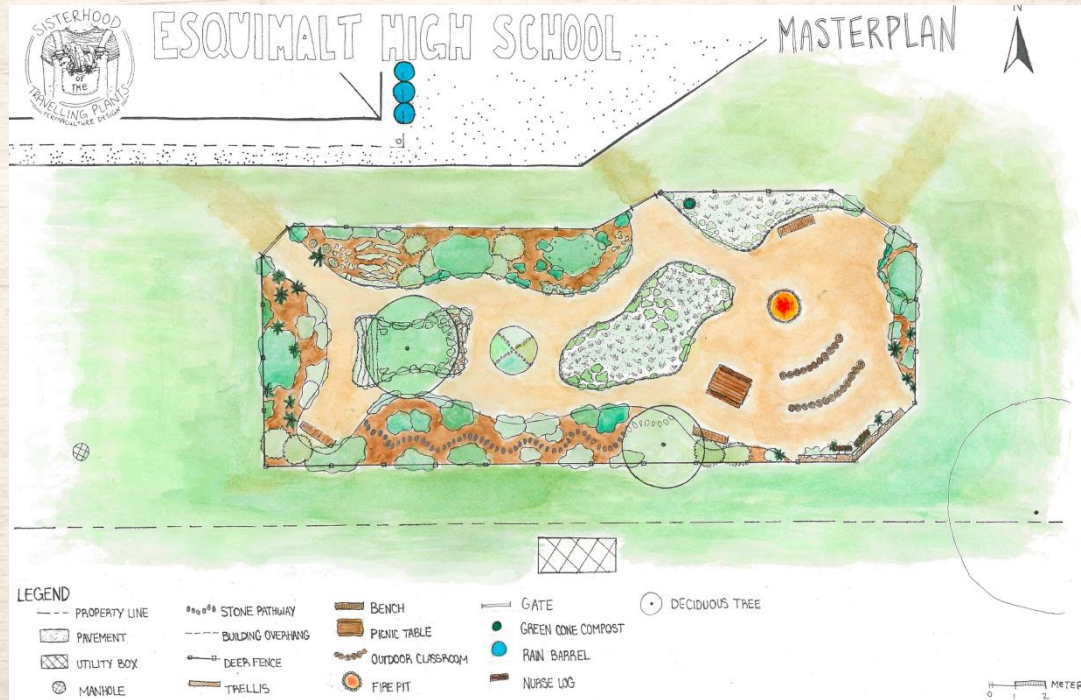 SISTERHOOD
OF
THE
TRAVELLING PLANTS
PERMACULTURE DESIGN
ESQUIMALT HIGH SCHOOL
MASTERPLAN
N
LEGEND
PROPERTY LINE
PAVEMENT
UTILITY BOX
MANHOLE
STONE PATHWAY
BUILDING OVERHANG
DEER FENCE
TRELLIS
BENCH
PICNIC TABLE
OUTDOOR CLASSROOM
FIRE PIT
GATE
GREEN CONE COMPOST
RAIN BARREL
NURSE LOG
DECIDUOUS TREE
0 1 2 METER